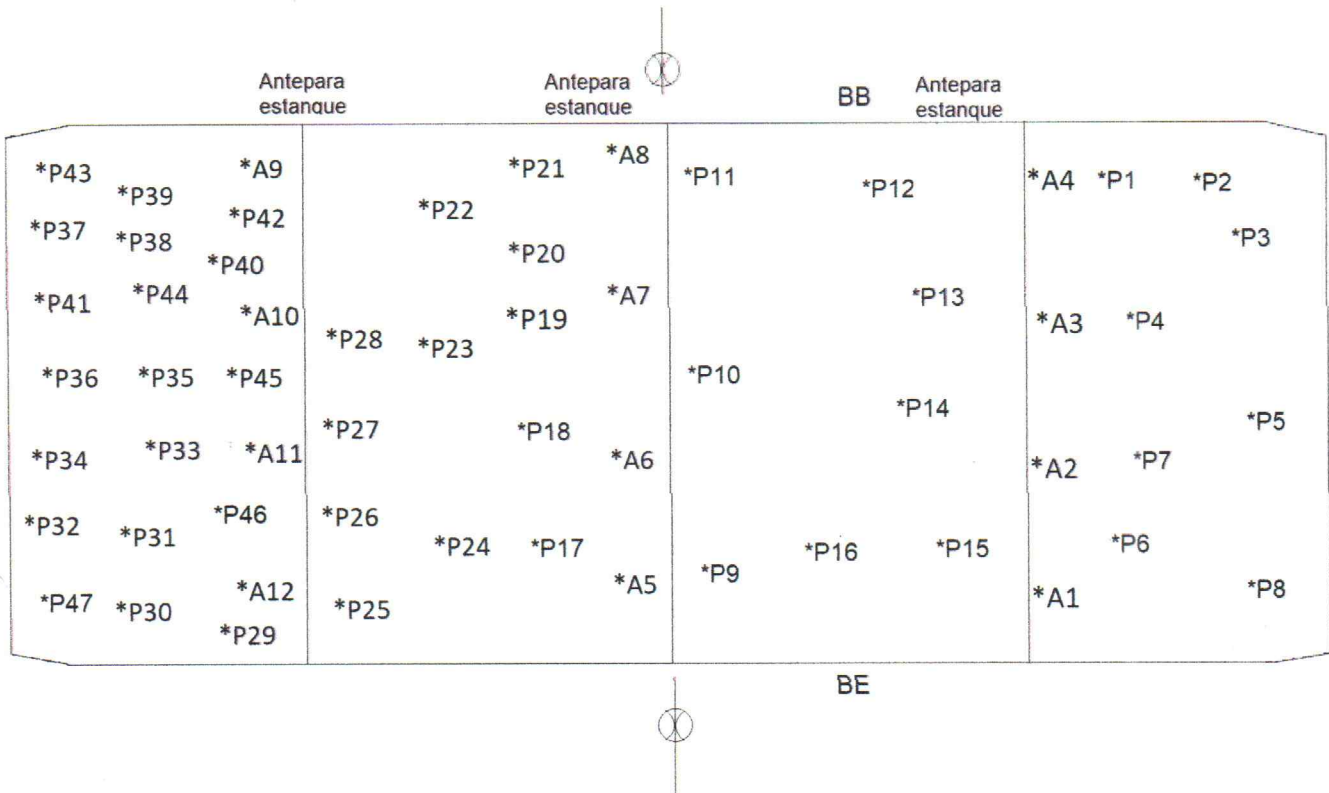 Antepara
estanque
Antepara
estanque
BB
Antepara
estanque
*P43
*P39
*A9
*P42
*P37
*P38
*P40
*P41
*P44
*A10
*P36
*P35
*P45
*P34
*P33
*A11
*P32
*P31
*P46
*P47
*P30
*A12
*P29
*P21
*A8
*P22
*P20
*A7
*P19
*P28
*P23
*P27
*P18
*A6
*P26
*P24
*P17
*A5
*P25
*P11
*P12
*P13
*P10
*P14
*P9
*P16
*P15
*A4
*P1
*P2
*P3
*A3
*P4
*P5
*A2
*P7
*P6
*A1
*P8
BE